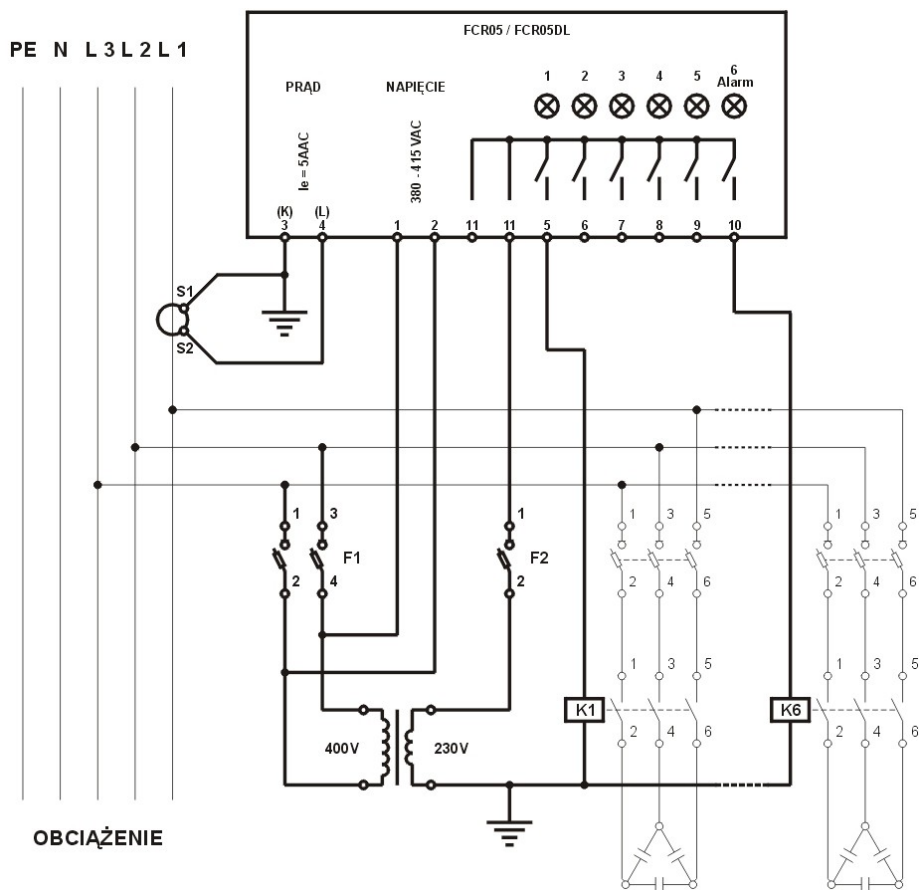 FCR05 / FCR05DL
PE N L3 L2 L1
PRĄD NAPIĘCIE
1 2 3 4 5 6
Alarm
Ie = 5AAC
380 - 415 VAC
(K) (L)
3 4 1 2 11 11 5 6 7 8 9 10
S1
S2
1 3 1 1 3 5 1 3 5
F1 F2
2 4 2 2 4 6 2 4 6
1 3 5 1 3 5
K1 K6
2 4 6 2 4 6
400V 230V
OBCIĄŻENIE